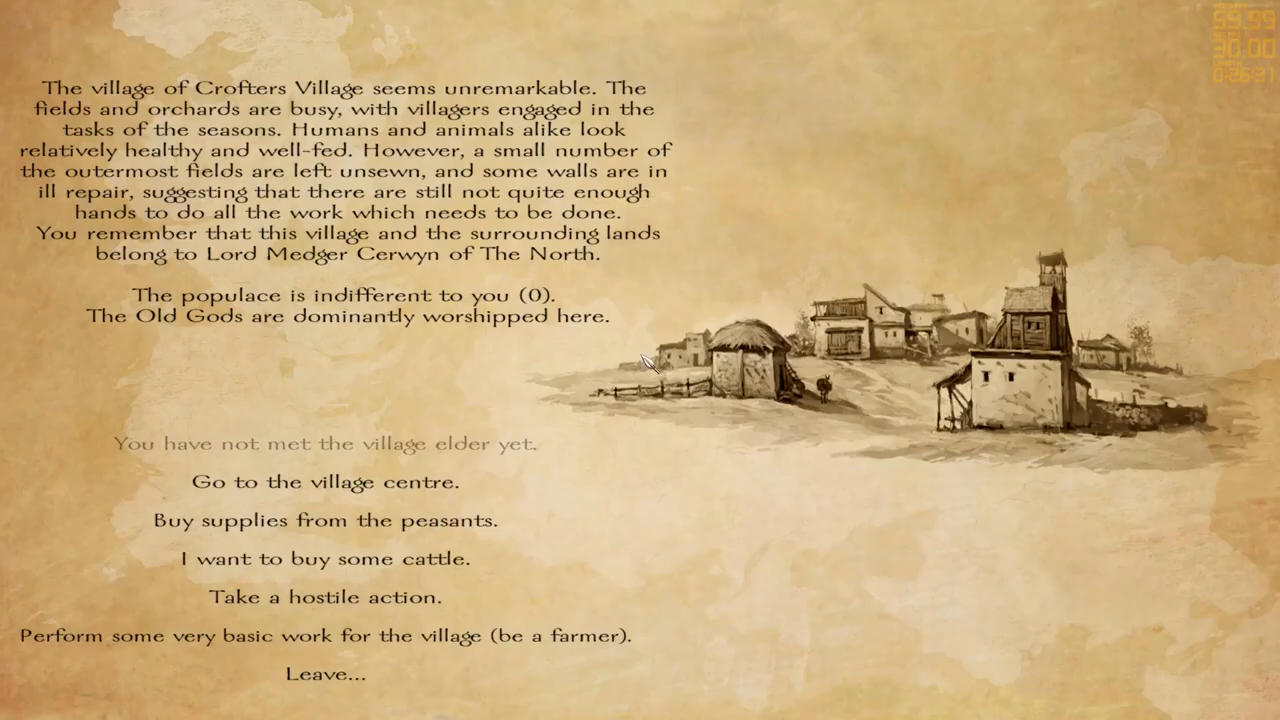 59.99
30.00
0:26:31
The village of Crofters Village seems unremarkable. The
fields and orchards are busy, with villagers engaged in the
tasks of the seasons. Humans and animals alike look
relatively healthy and well-fed. However, a small number of
the outermost fields are left unsewn, and some walls are in
ill repair, suggesting that there are still not quite enough
hands to do all the work which needs to be done.
You remember that this village and the surrounding lands
belong to Lord Medger Cerwyn of The North.
The populace is indifferent to you (0).
The Old Gods are dominantly worshipped here.
You have not met the village elder yet.
Go to the village centre.
Buy supplies from the peasants.
I want to buy some cattle.
Take a hostile action.
Perform some very basic work for the village (be a farmer).
Leave...